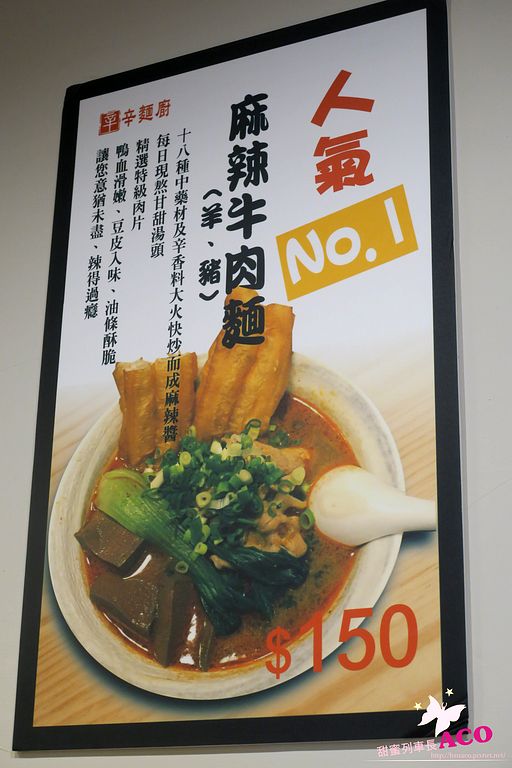 人氣
No.1
麻辣牛肉麵
（羊、豬）
十八種中藥材及辛香料大火快炒而成麻辣醬
每日現熬甘甜湯頭
精選特級肉片
鴨血滑嫩、豆皮入味、油條酥脆
讓您意猶未盡、辣得過癮
辛 辛麵廚
$150
甜蜜列車長ACO